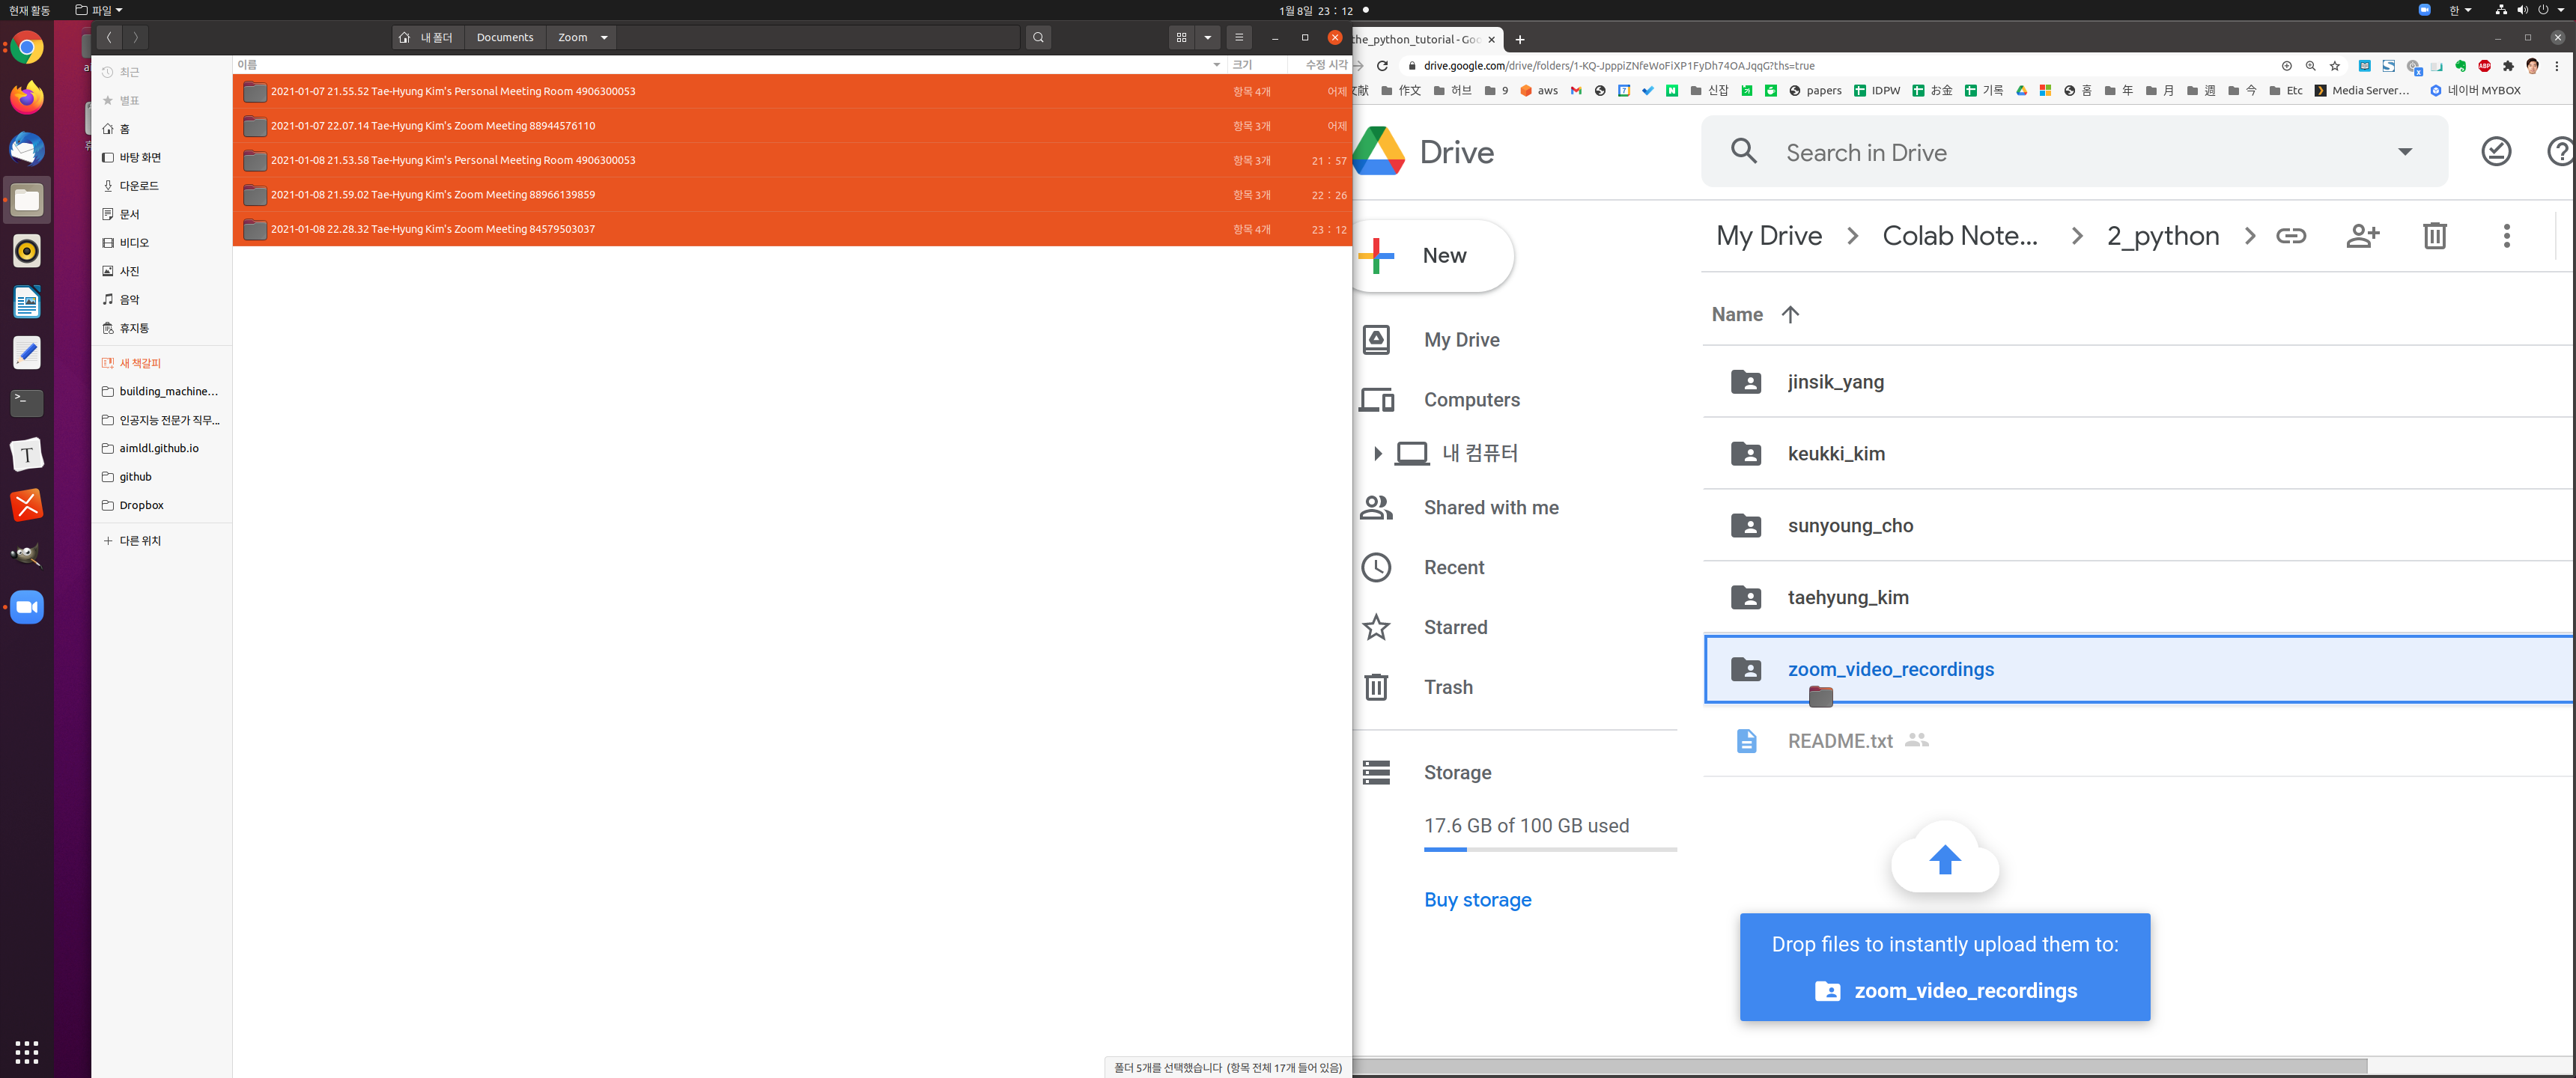 현재 활동
파일
1월 8일 23 : 12
한
내 폴더
Documents
Zoom
최근
별표
홈
바탕 화면
다운로드
문서
비디오
사진
음악
휴지통
새 책갈피
building_machine...
인공지능 전문가 직무...
aimldl.github.io
github
Dropbox
다른 위치
이름 크기 수정 시각
2021-01-07 21.55.52 Tae-Hyung Kim's Personal Meeting Room 4906300053 항목 4개 어제
2021-01-07 22.07.14 Tae-Hyung Kim's Zoom Meeting 88944576110 항목 3개 어제
2021-01-08 21.53.58 Tae-Hyung Kim's Personal Meeting Room 4906300053 항목 3개 21 : 57
2021-01-08 21.59.02 Tae-Hyung Kim's Zoom Meeting 88966139859 항목 3개 22 : 26
2021-01-08 22.28.32 Tae-Hyung Kim's Zoom Meeting 84579503037 항목 4개 23 : 12
폴더 5개를 선택했습니다 (항목 전체 17개 들어 있음)
the_python_tutorial - Goo
drive.google.com/drive/folders/1-KQ-JpppiZNfeWoFiXP1FyDh74OAJqqG?ths=true
文献 作文 허브 9 aws 신잡 papers IDPW お金 기록 홈 年 月 週 今 Etc Media Server... 네이버 MYBOX
Drive
Search in Drive
New
My Drive
Computers
내 컴퓨터
Shared with me
Recent
Starred
Trash
Storage
17.6 GB of 100 GB used
Buy storage
My Drive > Colab Note... > 2_python >
Name
jinsik_yang
keukki_kim
sunyoung_cho
taehyung_kim
zoom_video_recordings
README.txt
Drop files to instantly upload them to:
zoom_video_recordings